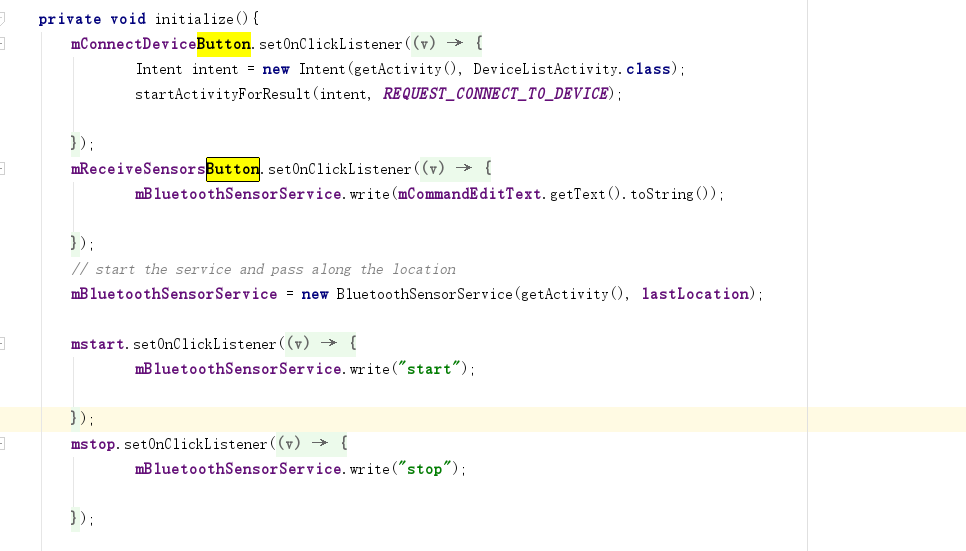 private void initialize(){
mConnectDeviceButton.setOnClickListener((v) → {
Intent intent = new Intent(getActivity(), DeviceListActivity.class);
startActivityForResult(intent, REQUEST_CONNECT_TO_DEVICE);
});
mReceiveSensorsButton.setOnClickListener((v) → {
mBluetoothSensorService.write(mCommandEditText.getText().toString());
});
// start the service and pass along the location
mBluetoothSensorService = new BluetoothSensorService(getActivity(), lastLocation);
mstart.setOnClickListener((v) → {
mBluetoothSensorService.write("start");
});
mstop.setOnClickListener((v) → {
mBluetoothSensorService.write("stop");
});